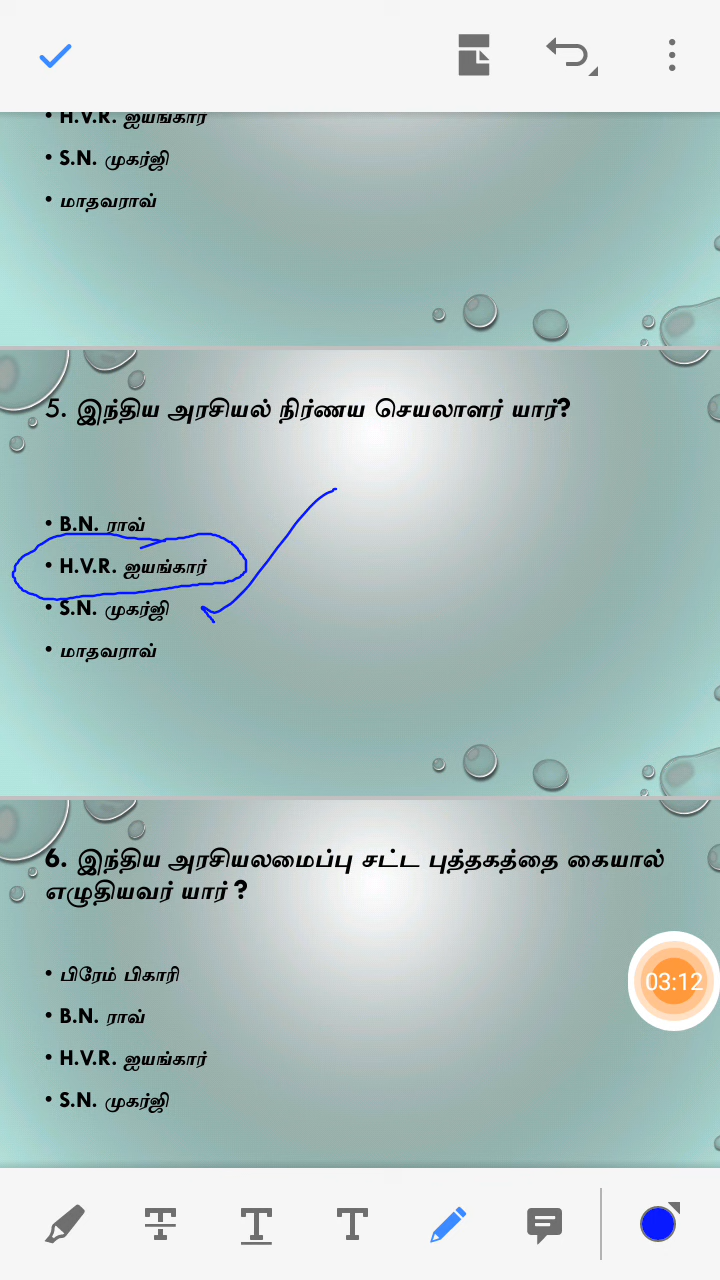 • H.V.R. ஐயங்கார்
• S.N. முகர்ஜி
• மாதவராவ்
5. இந்திய அரசியல் நிர்ணய செயலாளர் யார்?
• B.N. ராவ்
• H.V.R. ஐயங்கார்
• S.N. முகர்ஜி
• மாதவராவ்
6. இந்திய அரசியலமைப்பு சட்ட புத்தகத்தை கையால்
எழுதியவர் யார் ?
• பிரேம் பிகாரி
03:12
• B.N. ராவ்
• H.V.R. ஐயங்கார்
• S.N. முகர்ஜி